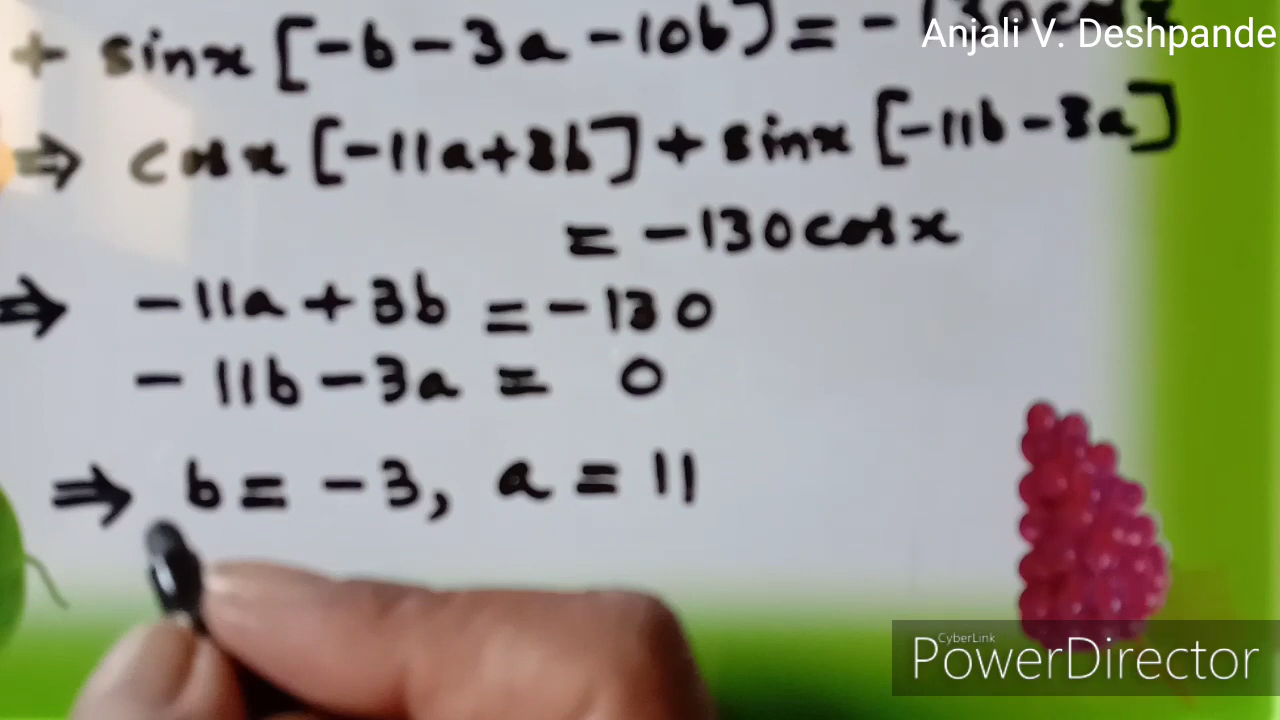 + sinx [-b-3a-10b] = -130cosx
Anjali V. Deshpande
⇒ cosx [-11a+3b] + sinx [-11b-3a]
= -130cosx
⇒ -11a+3b = -130
-11b-3a = 0
⇒ b = -3, a = 11
CyberLink
PowerDirector